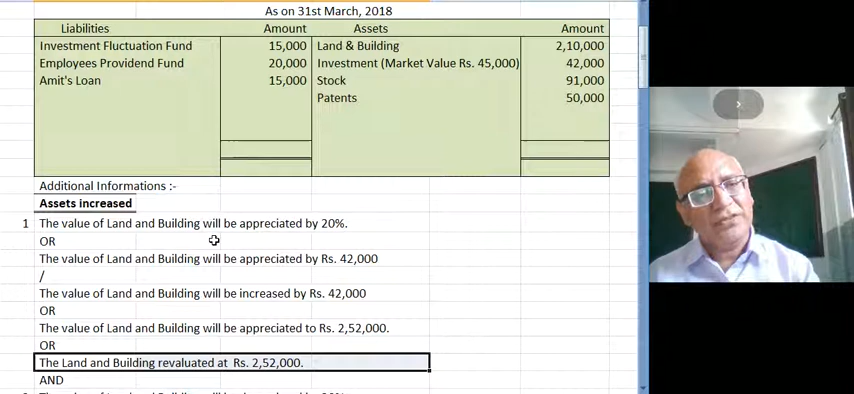 As on 31st March, 2018
Liabilities Amount Assets Amount
Investment Fluctuation Fund 15,000 Land & Building 2,10,000
Employees Providend Fund 20,000 Investment (Market Value Rs. 45,000) 42,000
Amit's Loan 15,000 Stock 91,000
Patents 50,000
Additional Informations :-
Assets increased
1 The value of Land and Building will be appreciated by 20%.
OR
The value of Land and Building will be appreciated by Rs. 42,000
/
The value of Land and Building will be increased by Rs. 42,000
OR
The value of Land and Building will be appreciated to Rs. 2,52,000.
OR
The Land and Building revaluated at Rs. 2,52,000.
AND